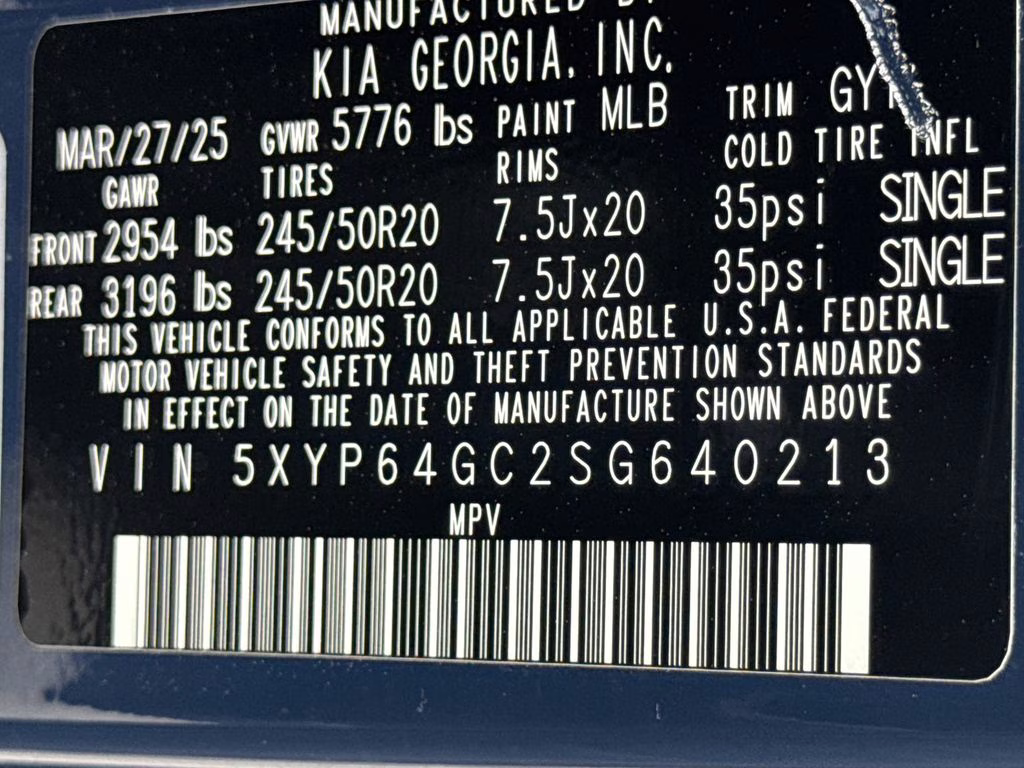 MANUFACTURED BY
KIA GEORGIA, INC.
MAR/27/25 GVWR 5776 lbs PAINT MLB TRIM
GAWR TIRES RIMS COLD TIRE INFL
FRONT 2954 lbs 245/50R20 7.5Jx20 35psi SINGLE
REAR 3196 lbs 245/50R20 7.5Jx20 35psi SINGLE
THIS VEHICLE CONFORMS TO ALL APPLICABLE U.S.A. FEDERAL
MOTOR VEHICLE SAFETY AND THEFT PREVENTION STANDARDS
IN EFFECT ON THE DATE OF MANUFACTURE SHOWN ABOVE
VIN 5XYP64GC2SG640213
MPV